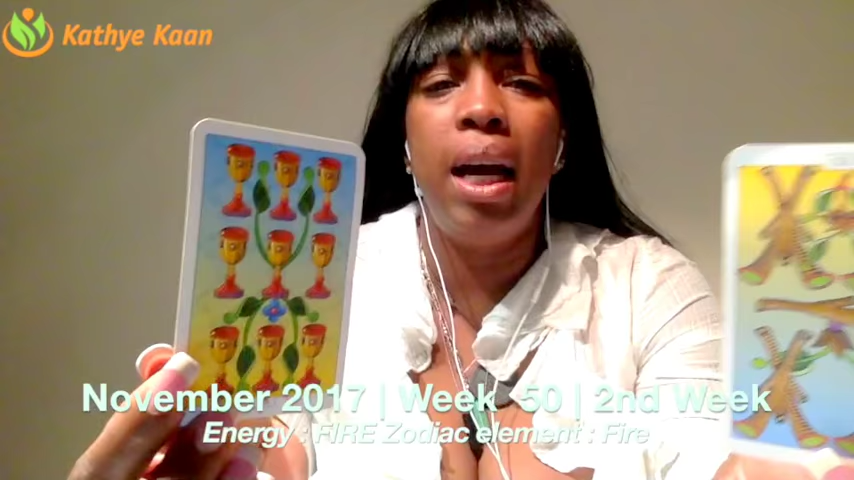 Kathye Kaan
November 2017 | Week 50 | 2nd Week
Energy : FIRE Zodiac element : Fire